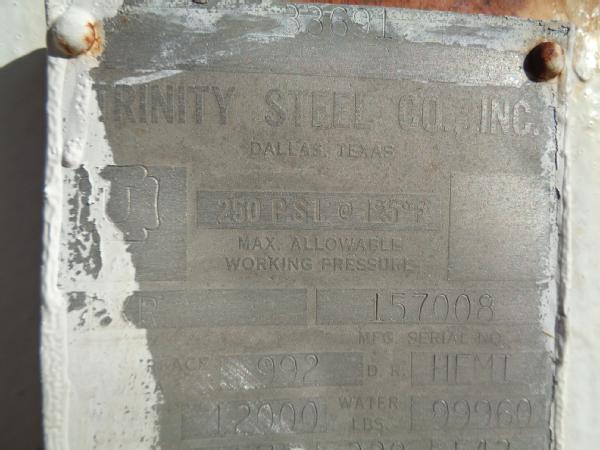 33691
TRINITY STEEL CO., INC.
DALLAS, TEXAS
250 P.S.I. @ 125°F
MAX. ALLOWABLE
WORKING PRESSURE
R 157008
MFG. SERIAL NO.
992 D.R. HEMI
12000 WATER LBS. 99960